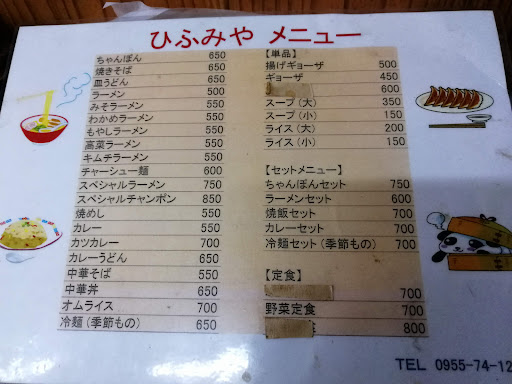 ひふみや メニュー
ちゃんぽん 650
焼きそば 650
皿うどん 650
ラーメン 500
みそラーメン 550
わかめラーメン 550
もやしラーメン 550
高菜ラーメン 550
キムチラーメン 550
チャーシュー麺 600
スペシャルラーメン 750
スペシャルチャンポン 850
焼めし 550
カレー 550
カツカレー 700
カレーうどん 650
中華そば 550
中華丼 650
オムライス 700
冷麺(季節もの) 650
【単品】
揚げギョーザ 500
ギョーザ 450
600
スープ(大) 350
スープ(小) 150
ライス(大) 200
ライス(小) 150
【セットメニュー】
ちゃんぽんセット 750
ラーメンセット 600
焼飯セット 700
カレーセット 700
冷麺セット(季節もの) 700
【定食】
700
野菜定食 700
800
TEL 0955-74-12